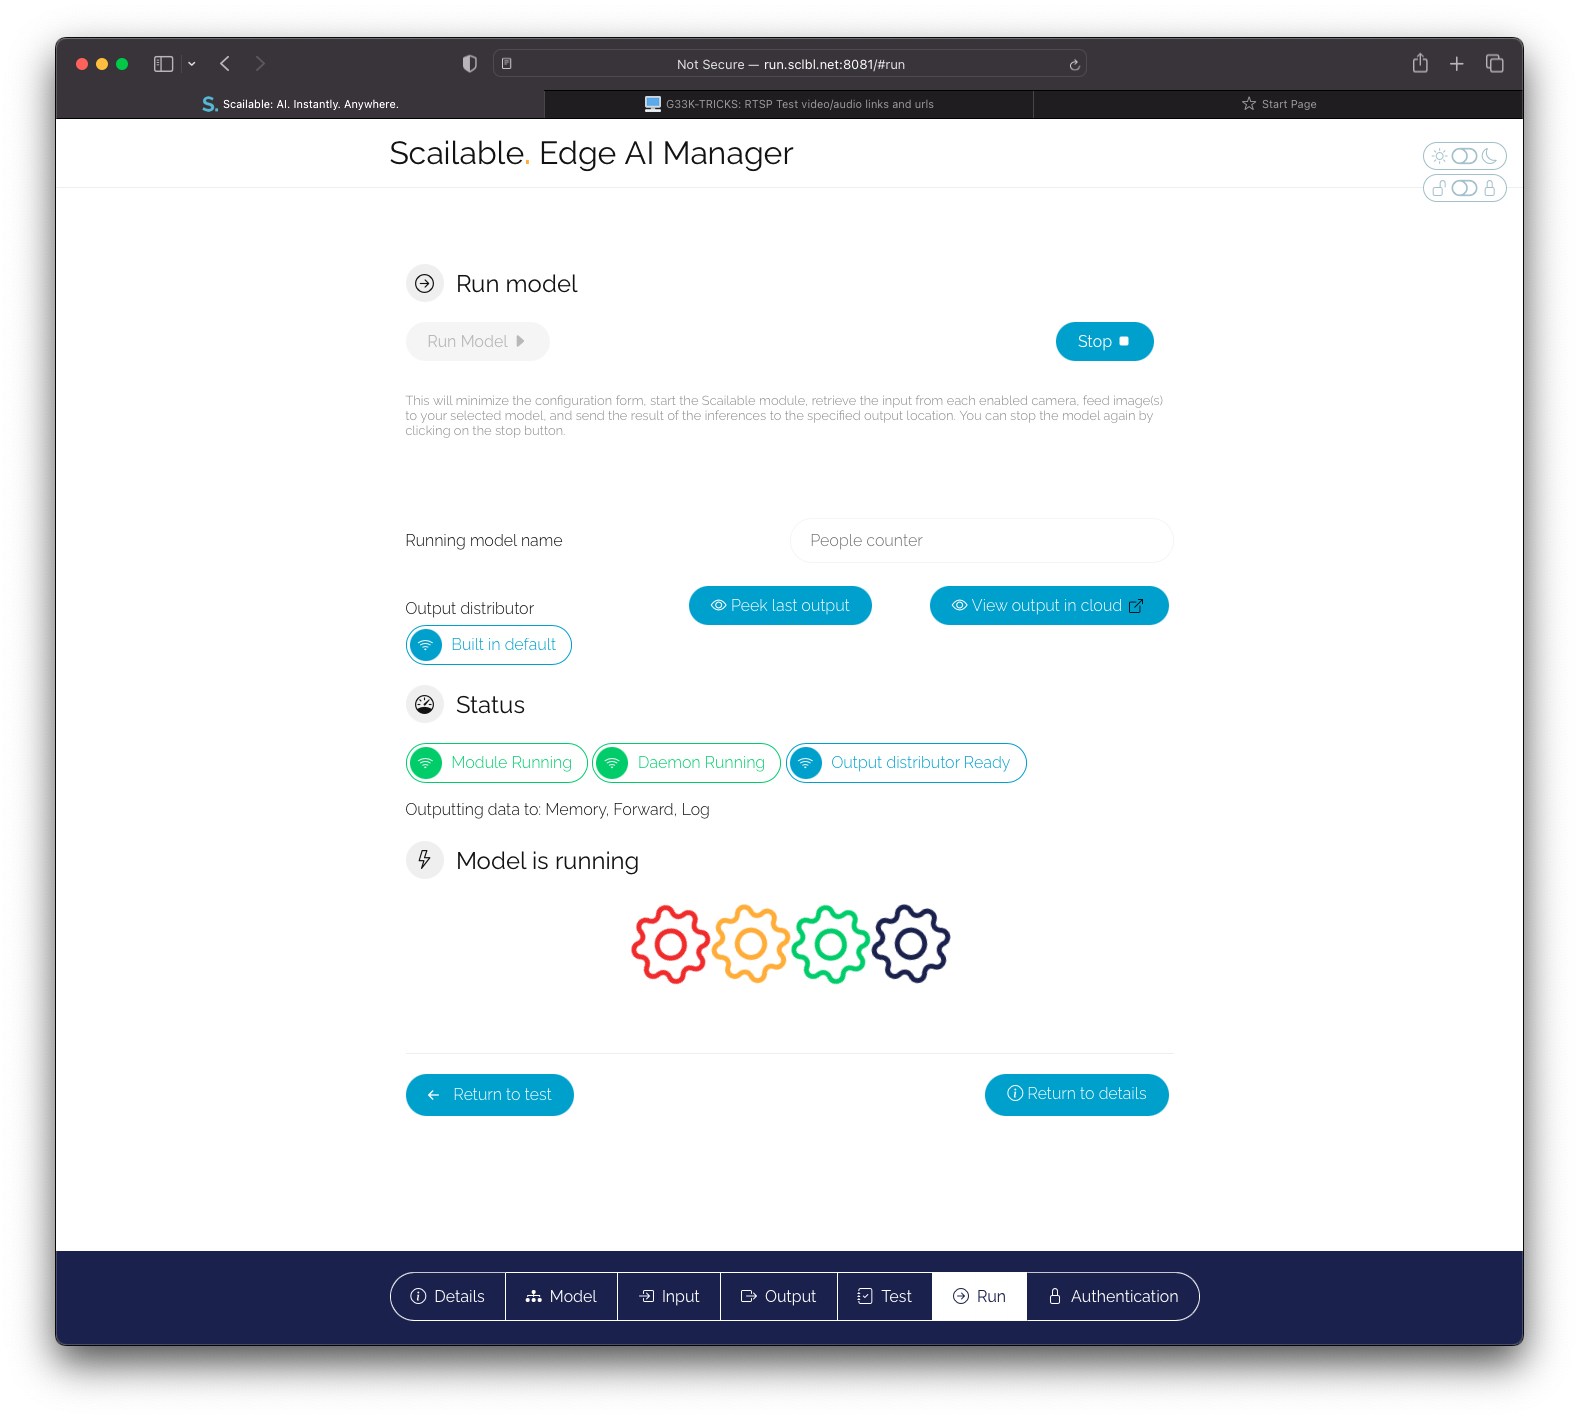 Not Secure — run.sclbl.net:8081/#run
S. Scailable: AI. Instantly. Anywhere.
G33K-TRICKS: RTSP Test video/audio links and urls
Start Page
Scailable. Edge AI Manager
Run model
Run Model
Stop
This will minimize the configuration form, start the Scailable module, retrieve the input from each enabled camera, feed image(s)
to your selected model, and send the result of the inferences to the specified output location. You can stop the model again by
clicking on the stop button.
Running model name
People counter
Output distributor
Peek last output
View output in cloud
Built in default
Status
Module Running
Daemon Running
Output distributor Ready
Outputting data to: Memory, Forward, Log
Model is running
Return to test
Return to details
Details
Model
Input
Output
Test
Run
Authentication